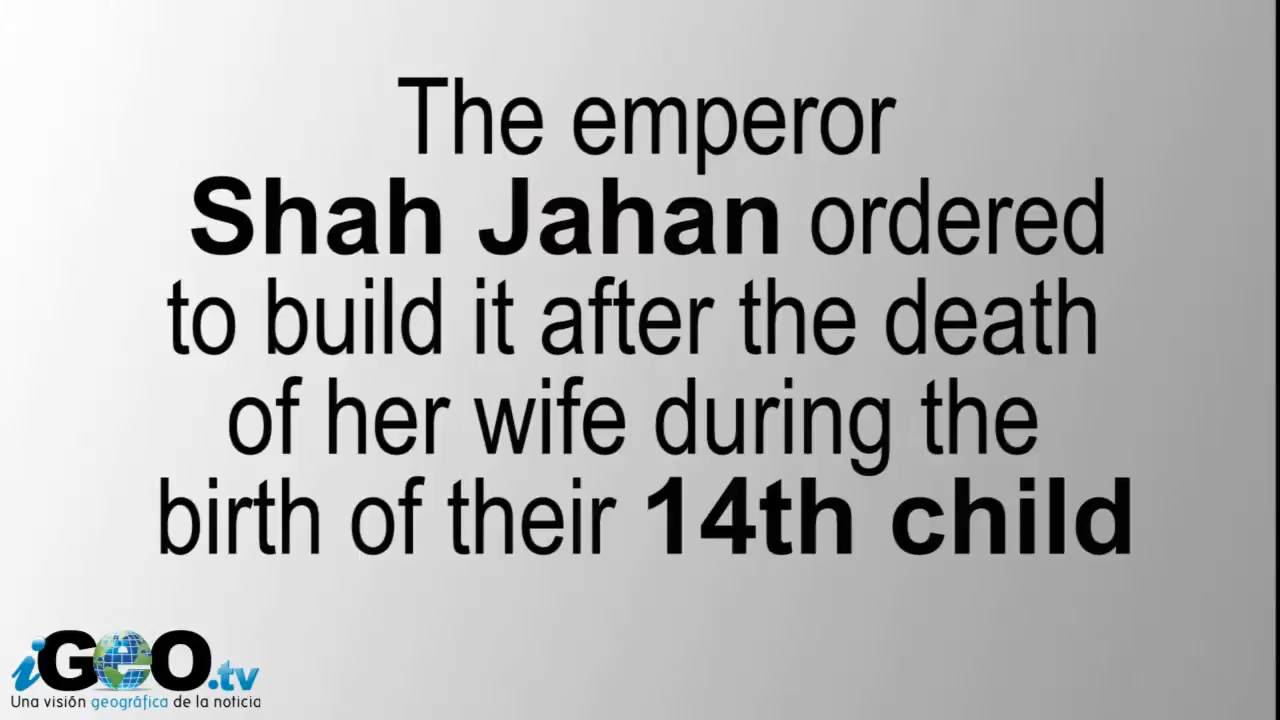 The emperor
Shah Jahan ordered
to build it after the death
of her wife during the
birth of their 14th child
iGEO.tv
Una visión geográfica de la noticia